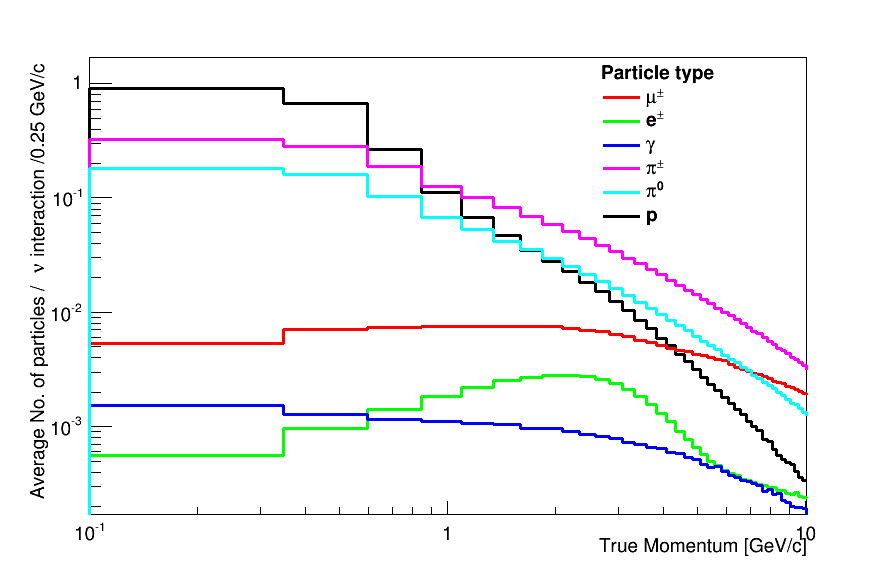 Average No. of particles / ν interaction /0.25 GeV/c
1
10⁻¹
10⁻²
10⁻³
Particle type
μ±
e±
γ
π±
π⁰
p
10⁻¹
1
10
True Momentum [GeV/c]